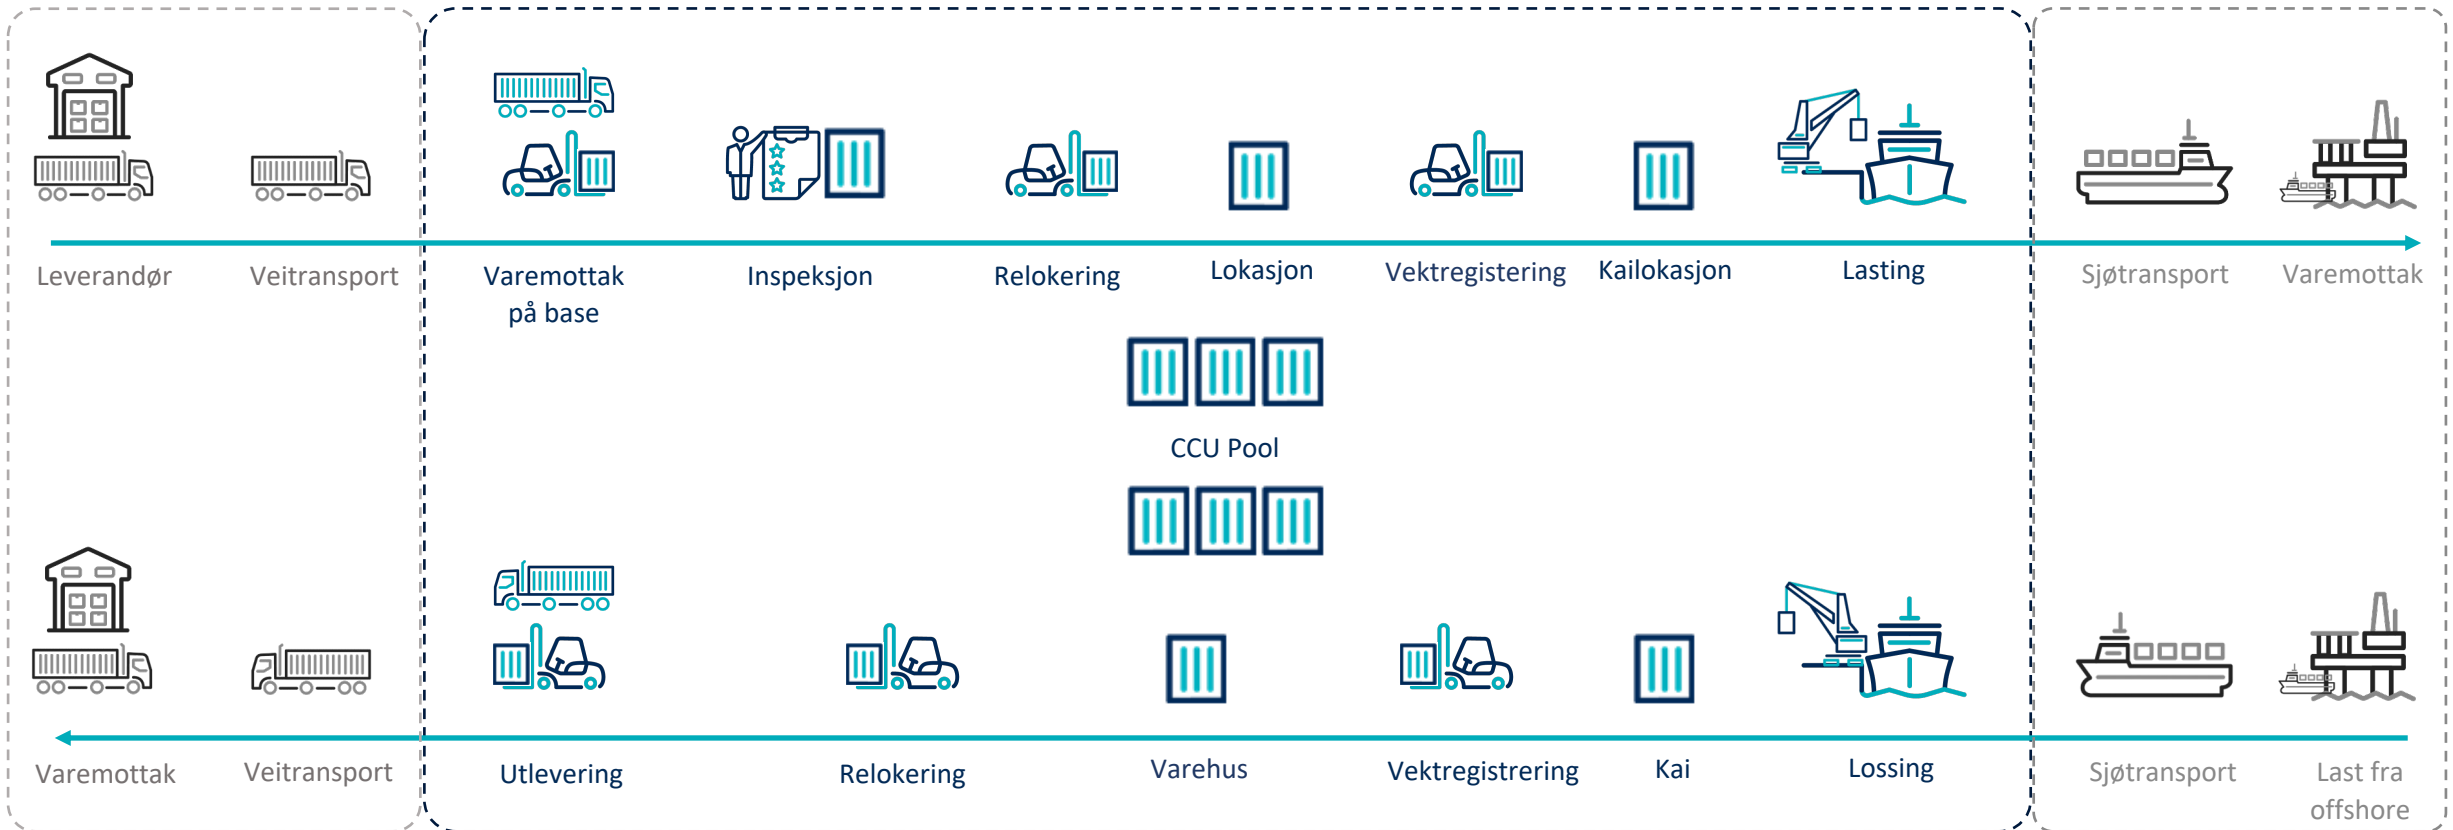 Leverandør
Veitransport
Varemottak
på base
Inspeksjon
Relokering
Lokasjon
Vektregistering
Kailokasjon
Lasting
Sjøtransport
Varemottak
CCU Pool
Varemottak
Veitransport
Utlevering
Relokering
Varehus
Vektregistrering
Kai
Lossing
Sjøtransport
Last fra
offshore